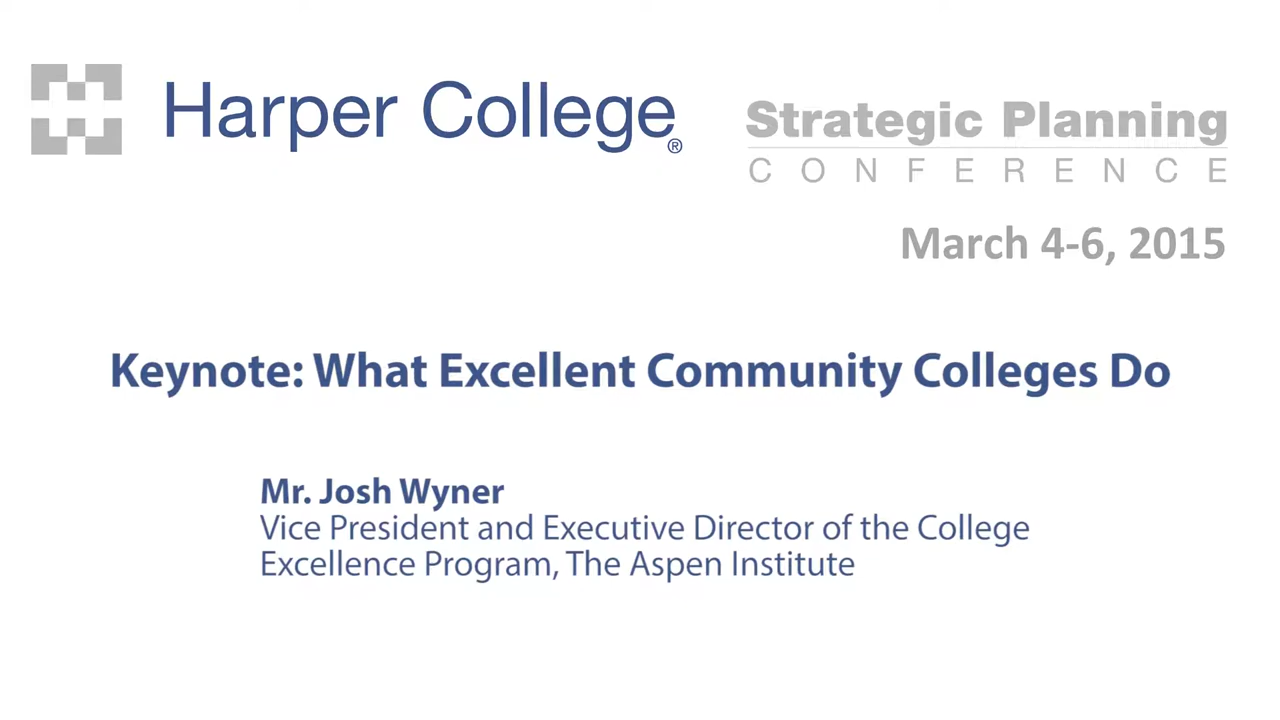 Harper College®
Strategic Planning
CONFERENCE
March 4-6, 2015
Keynote: What Excellent Community Colleges Do
Mr. Josh Wyner
Vice President and Executive Director of the College
Excellence Program, The Aspen Institute